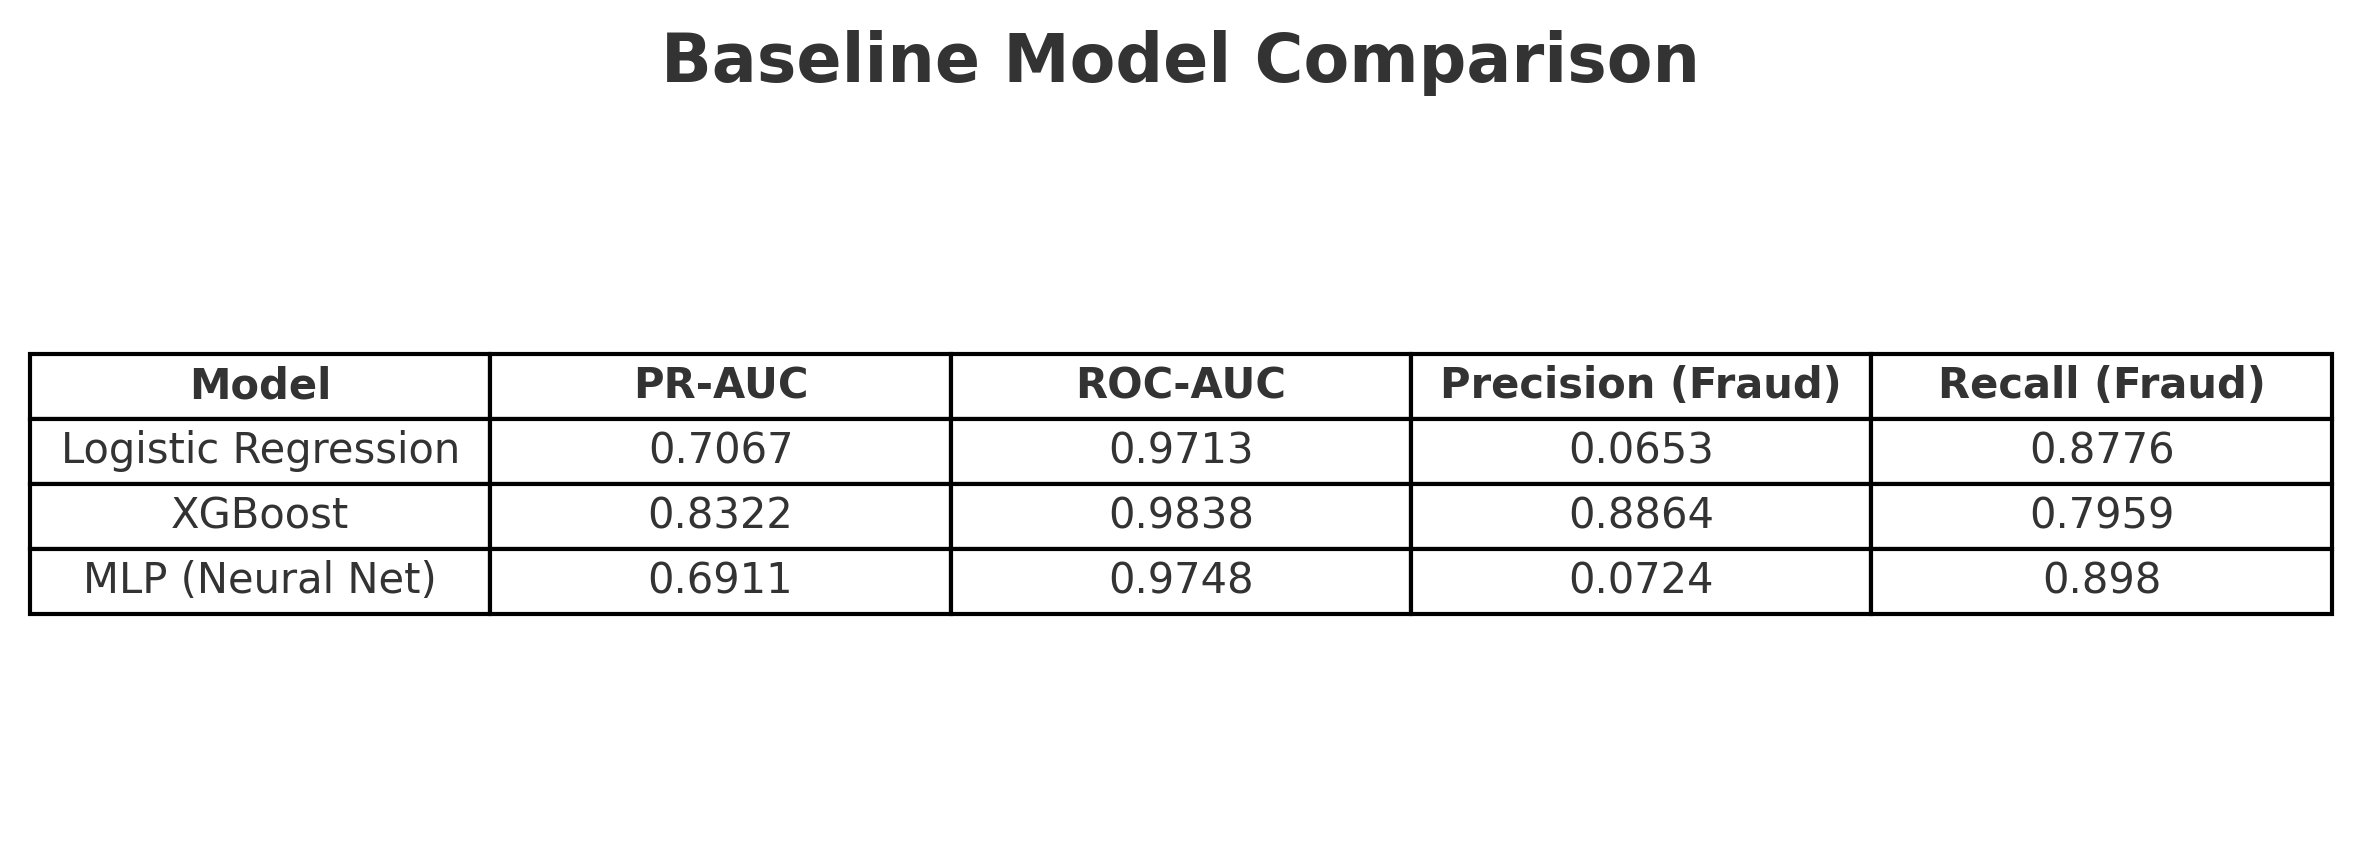 Baseline Model Comparison
Model PR-AUC ROC-AUC Precision (Fraud) Recall (Fraud)
Logistic Regression 0.7067 0.9713 0.0653 0.8776
XGBoost 0.8322 0.9838 0.8864 0.7959
MLP (Neural Net) 0.6911 0.9748 0.0724 0.898